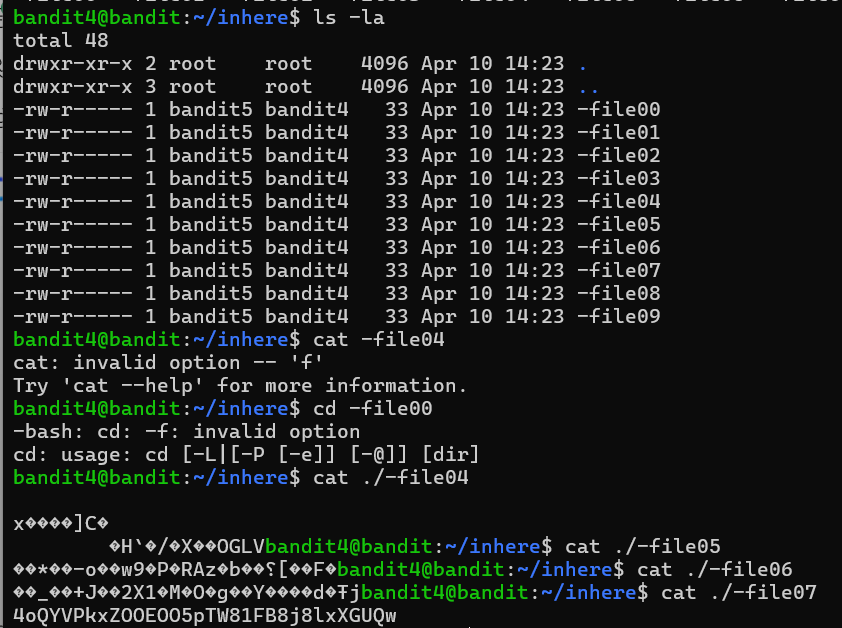 bandit4@bandit:~/inhere$ ls -la
total 48
drwxr-xr-x 2 root    root    4096 Apr 10 14:23 .
drwxr-xr-x 3 root    root    4096 Apr 10 14:23 ..
-rw-r----- 1 bandit5 bandit4   33 Apr 10 14:23 -file00
-rw-r----- 1 bandit5 bandit4   33 Apr 10 14:23 -file01
-rw-r----- 1 bandit5 bandit4   33 Apr 10 14:23 -file02
-rw-r----- 1 bandit5 bandit4   33 Apr 10 14:23 -file03
-rw-r----- 1 bandit5 bandit4   33 Apr 10 14:23 -file04
-rw-r----- 1 bandit5 bandit4   33 Apr 10 14:23 -file05
-rw-r----- 1 bandit5 bandit4   33 Apr 10 14:23 -file06
-rw-r----- 1 bandit5 bandit4   33 Apr 10 14:23 -file07
-rw-r----- 1 bandit5 bandit4   33 Apr 10 14:23 -file08
-rw-r----- 1 bandit5 bandit4   33 Apr 10 14:23 -file09
bandit4@bandit:~/inhere$ cat -file04
cat: invalid option -- 'f'
Try 'cat --help' for more information.
bandit4@bandit:~/inhere$ cd -file00
-bash: cd: -f: invalid option
cd: usage: cd [-L|[-P [-e]] [-@]] [dir]
bandit4@bandit:~/inhere$ cat ./-file04
x����]C�
�H`�/�X��OGLVbandit4@bandit:~/inhere$ cat ./-file05
��*��-o��w9�P�RAz�b��؟[��F�bandit4@bandit:~/inhere$ cat ./-file06
��_��+J��2X1�M�O�g��Y����d�Ŧjbandit4@bandit:~/inhere$ cat ./-file07
4oQYVPkxZOOEOO5pTW81FB8j8lxXGUQw